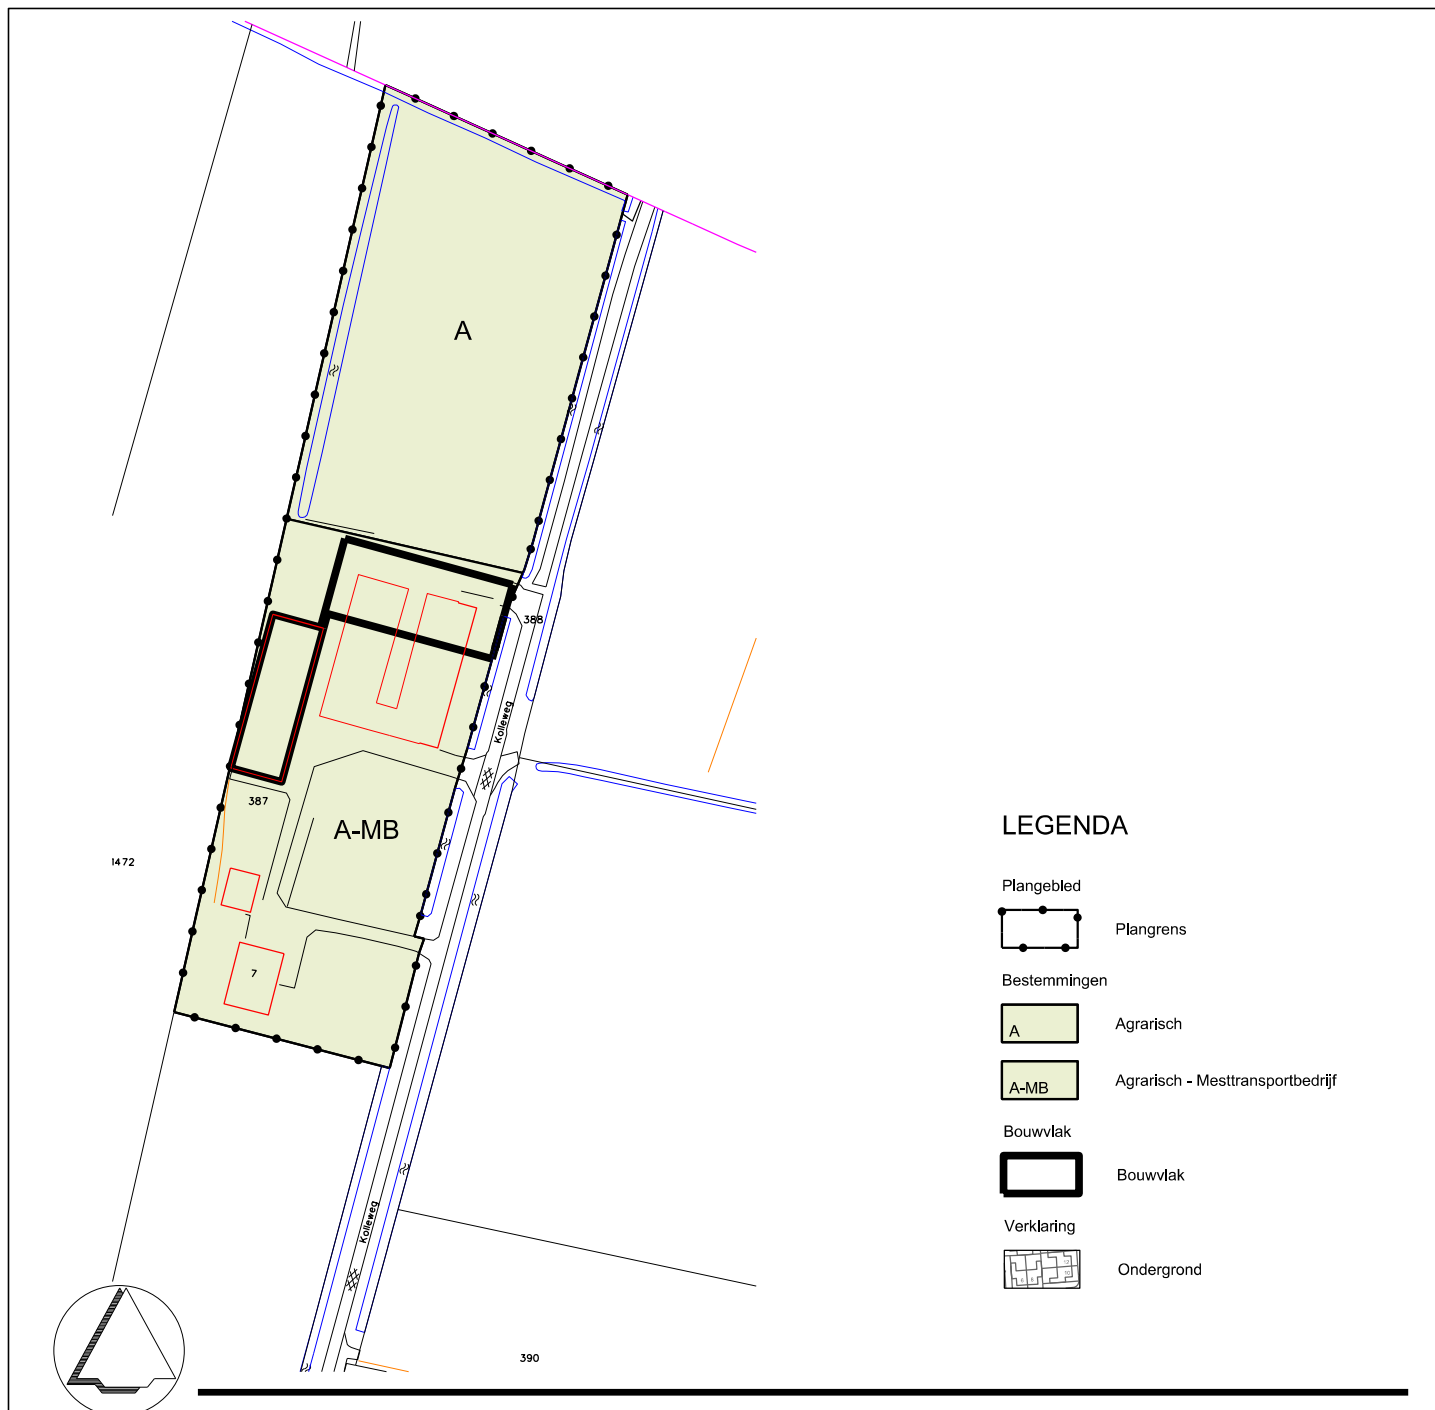 A
388
Kolleweg
387
A-MB
1472
7
Kolleweg
390
LEGENDA
Plangebied
Plangrens
Bestemmingen
A
Agrarisch
A-MB
Agrarisch - Mesttransportbedrijf
Bouwvlak
Bouwvlak
Verklaring
Ondergrond